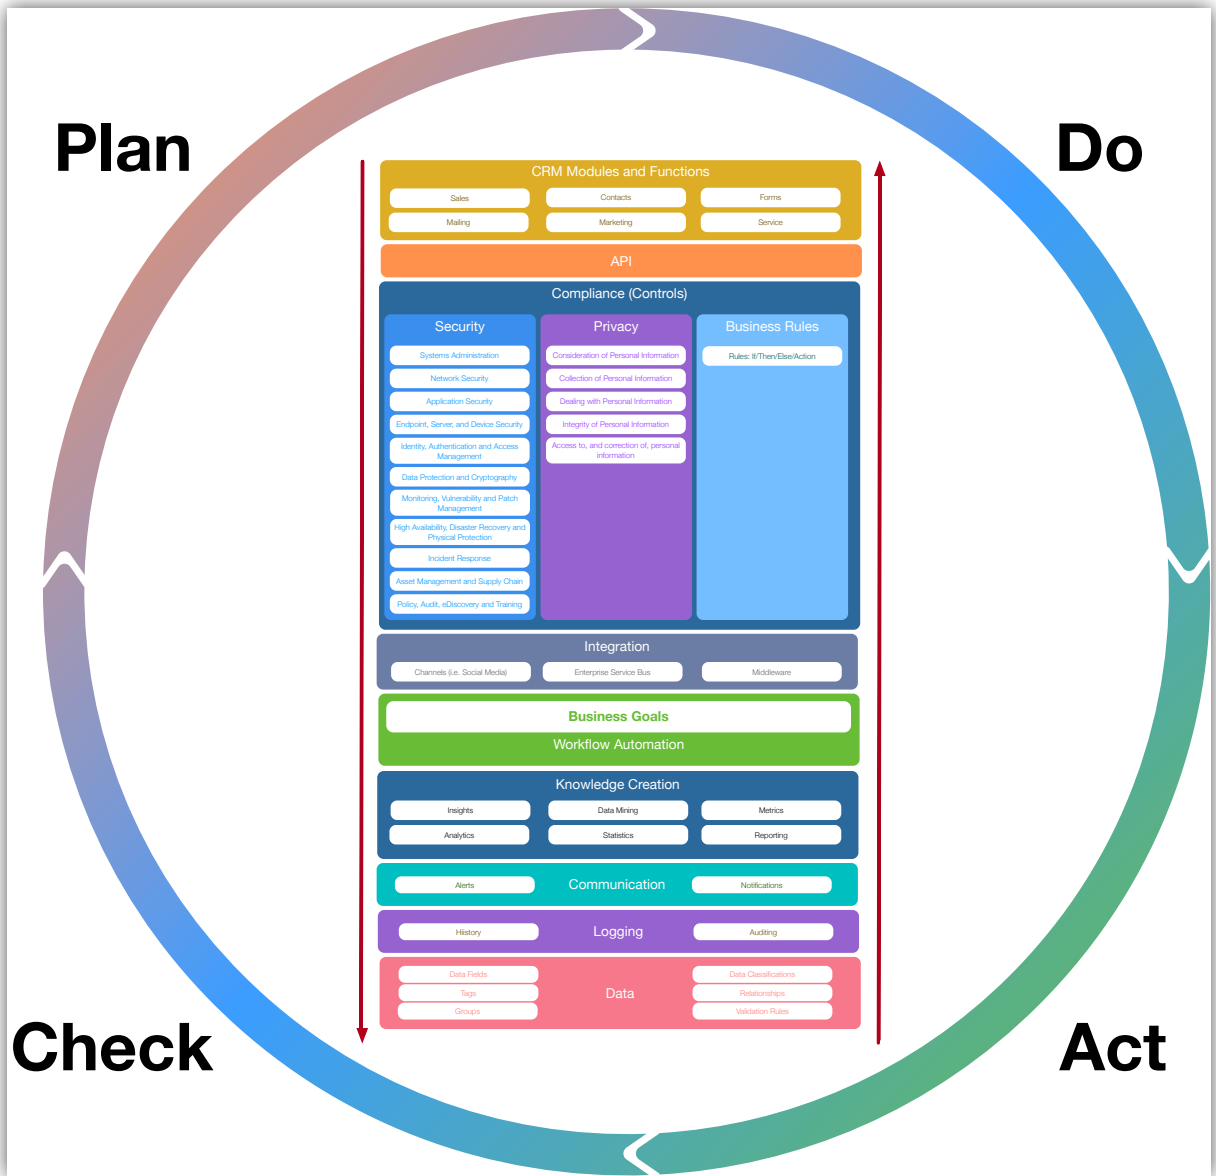 Plan
Do
CRM Modules and Functions
Sales
Contacts
Forms
Mailing
Marketing
Service
API
Compliance (Controls)
Security
Systems Administration
Network Security
Application Security
Endpoint, Server, and Device Security
Identity, Authentication and Access
Management
Data Protection and Cryptography
Monitoring, Vulnerability and Patch
Management
High Availability, Disaster Recovery and
Physical Protection
Incident Response
Asset Management and Supply Chain
Policy, Audit, eDiscovery and Training
Privacy
Consideration of Personal Information
Collection of Personal Information
Dealing with Personal Information
Integrity of Personal Information
Access to, and correction of, personal
information
Business Rules
Rules: If/Then/Else/Action
Integration
Channels (i.e. Social Media)
Enterprise Service Bus
Middleware
Business Goals
Workflow Automation
Knowledge Creation
Insights
Data Mining
Metrics
Analytics
Statistics
Reporting
Alerts
Communication
Notifications
Hiistory
Logging
Auditing
Data Fields
Tags
Groups
Data
Data Classifications
Relationships
Validation Rules
Check
Act